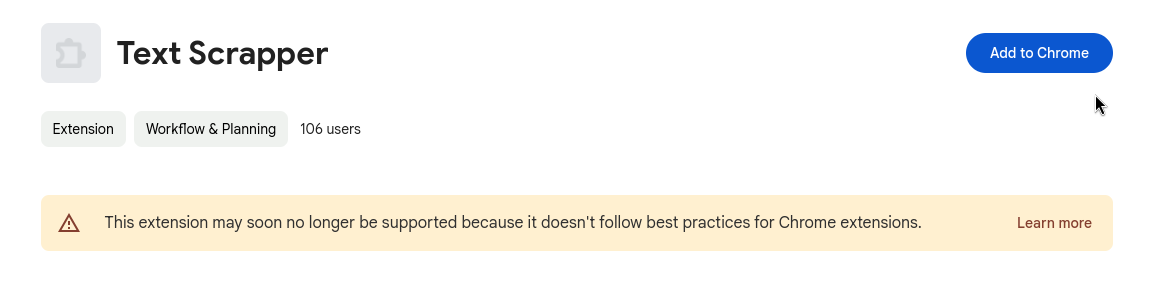 Text Scrapper
Add to Chrome
Extension
Workflow & Planning
106 users
This extension may soon no longer be supported because it doesn't follow best practices for Chrome extensions.
Learn more